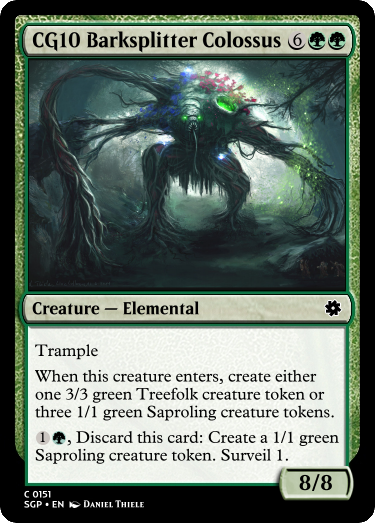 CG10 Barksplitter Colossus 6
Creature — Elemental
Trample
When this creature enters, create either
one 3/3 green Treefolk creature token or
three 1/1 green Saproling creature tokens.
1, Discard this card: Create a 1/1 green
Saproling creature token. Surveil 1.
8/8
C 0151
SGP • EN Daniel Thiele